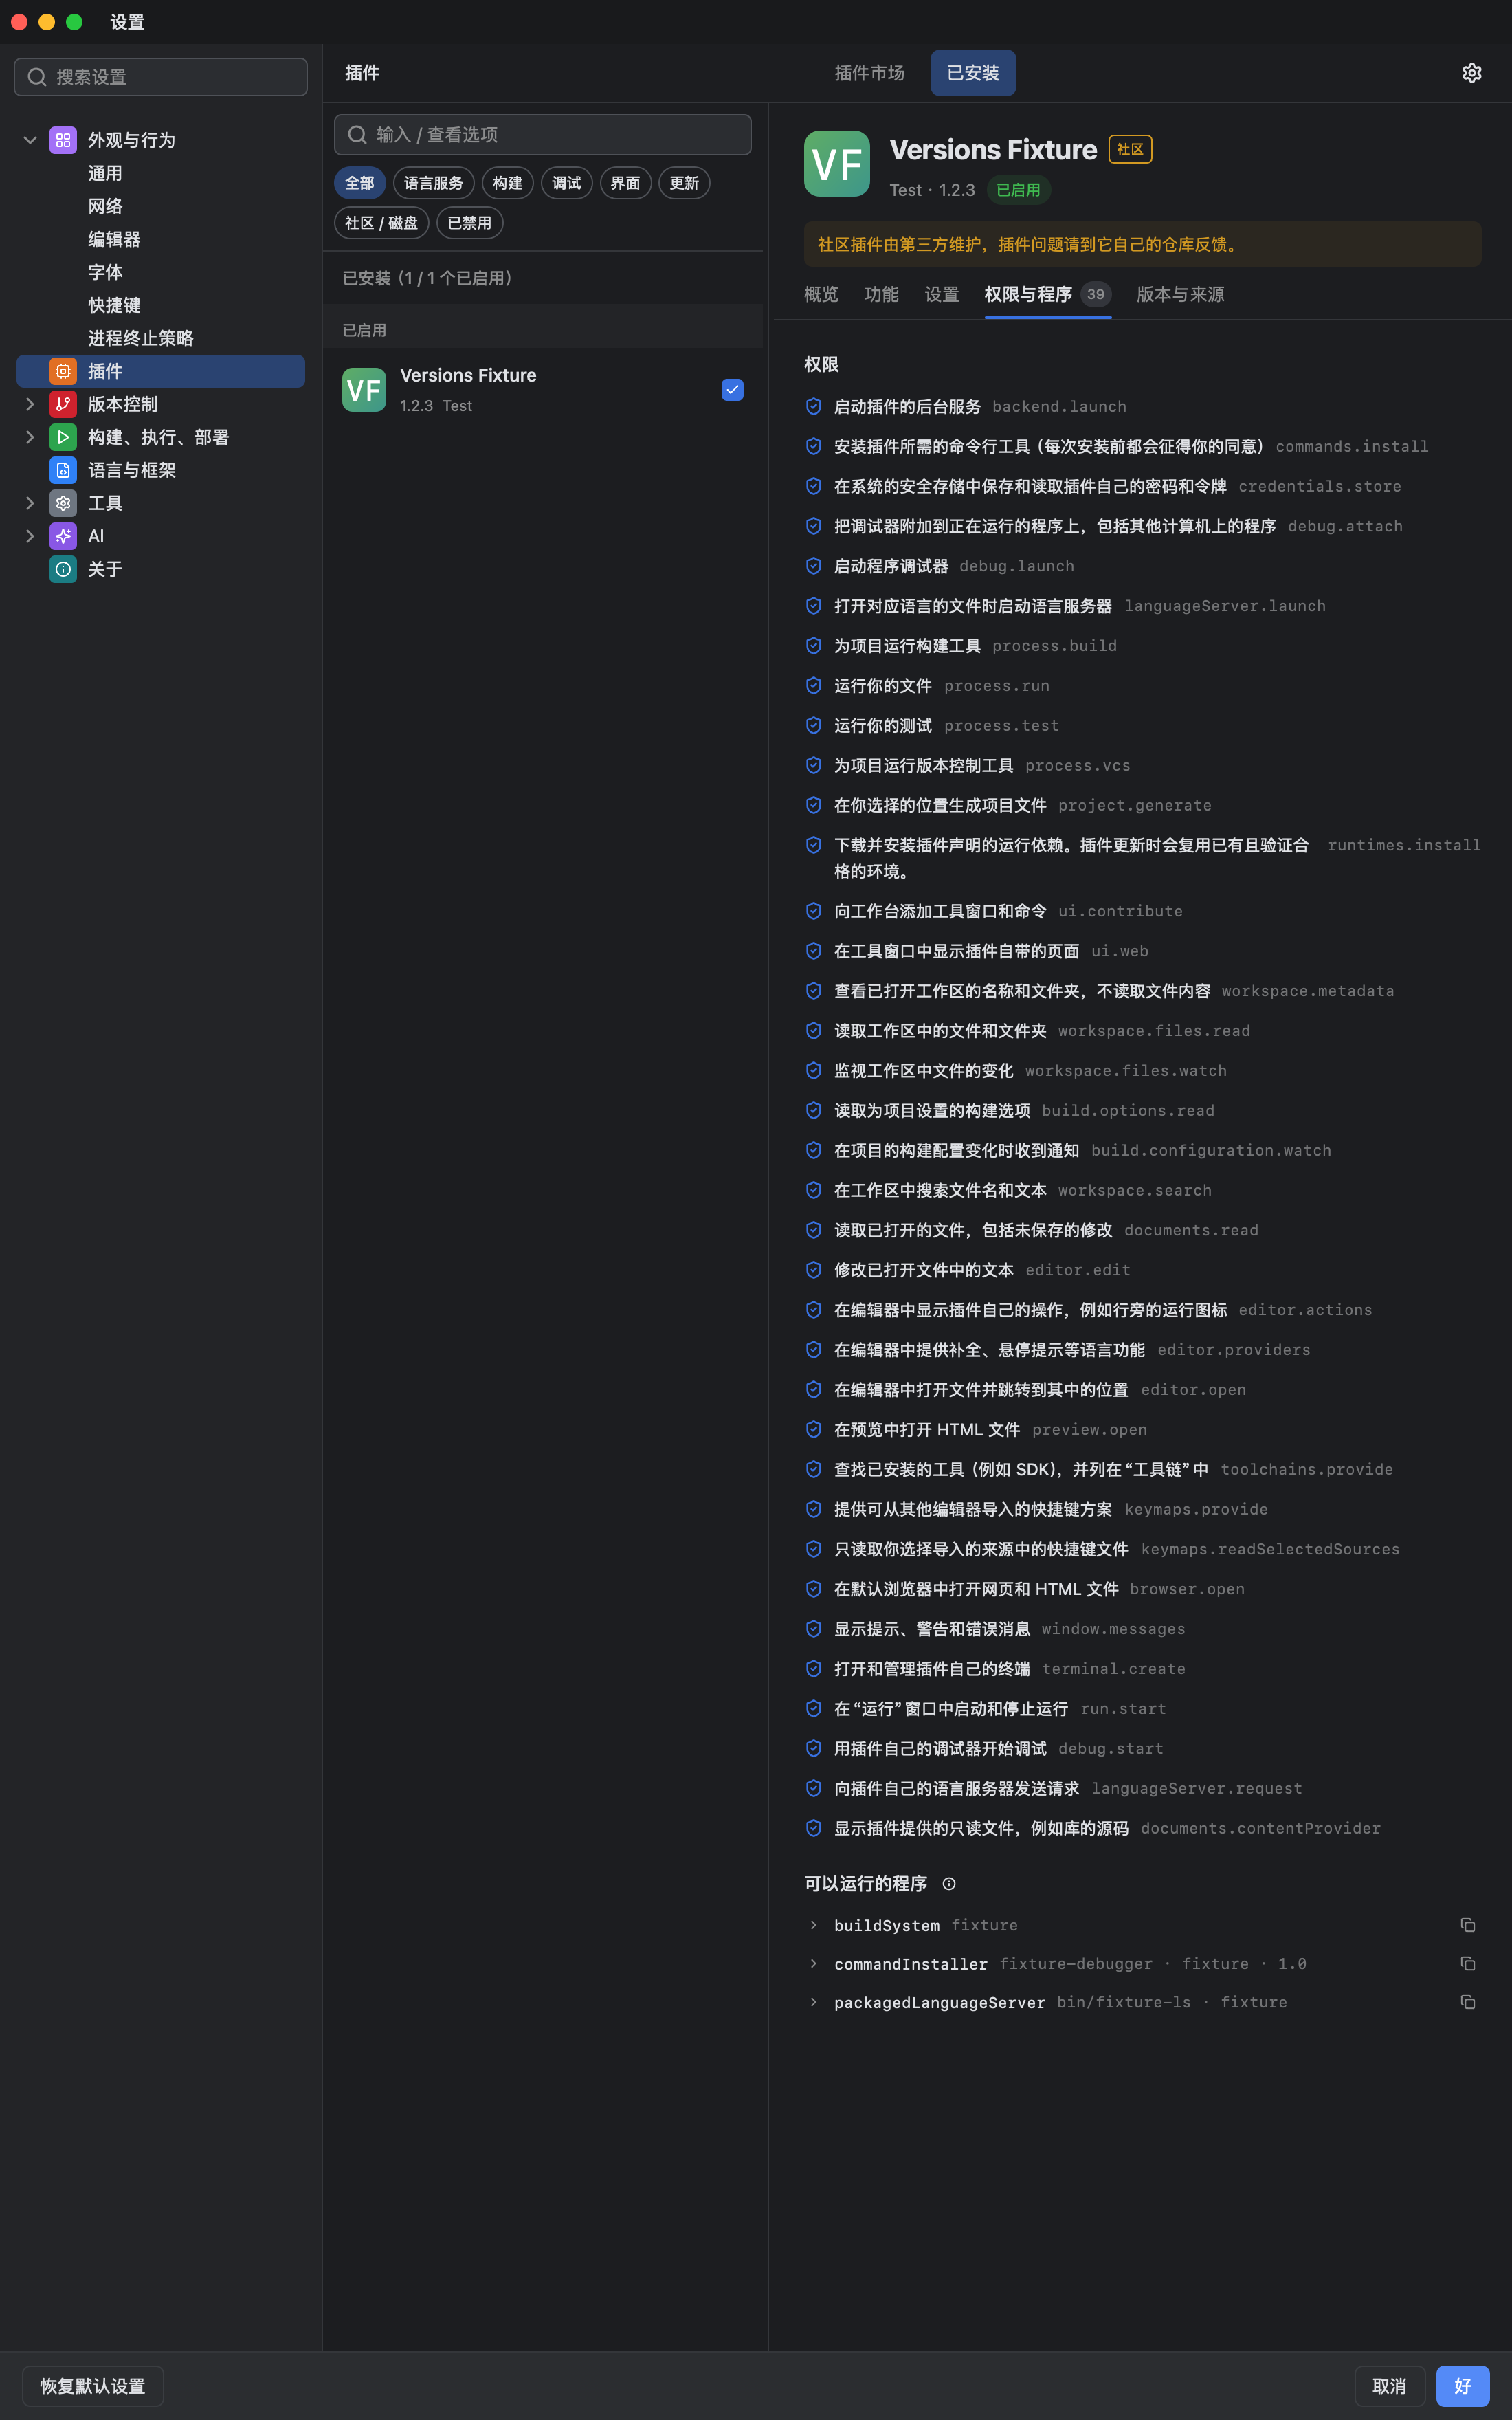 设置
搜索设置
外观与行为
通用
网络
编辑器
字体
快捷键
进程终止策略
插件
版本控制
构建、执行、部署
语言与框架
工具
AI
关于
插件
插件市场
已安装
输入 / 查看选项
全部
语言服务
构建
调试
界面
更新
社区 / 磁盘
已禁用
已安装（1 / 1 个已启用）
已启用
VF
Versions Fixture
1.2.3 Test
VF
Versions Fixture 社区
Test · 1.2.3 已启用
社区插件由第三方维护，插件问题请到它自己的仓库反馈。
概览
功能
设置
权限与程序 39
版本与来源
权限
启动插件的后台服务 backend.launch
安装插件所需的命令行工具（每次安装前都会征得你的同意） commands.install
在系统的安全存储中保存和读取插件自己的密码和令牌 credentials.store
把调试器附加到正在运行的程序上，包括其他计算机上的程序 debug.attach
启动程序调试器 debug.launch
打开对应语言的文件时启动语言服务器 languageServer.launch
为项目运行构建工具 process.build
运行你的文件 process.run
运行你的测试 process.test
为项目运行版本控制工具 process.vcs
在你选择的位置生成项目文件 project.generate
下载并安装插件声明的运行依赖。插件更新时会复用已有且验证合 runtimes.install
格的环境。
向工作台添加工具窗口和命令 ui.contribute
在工具窗口中显示插件自带的页面 ui.web
查看已打开工作区的名称和文件夹，不读取文件内容 workspace.metadata
读取工作区中的文件和文件夹 workspace.files.read
监视工作区中文件的变化 workspace.files.watch
读取为项目设置的构建选项 build.options.read
在项目的构建配置变化时收到通知 build.configuration.watch
在工作区中搜索文件名和文本 workspace.search
读取已打开的文件，包括未保存的修改 documents.read
修改已打开文件中的文本 editor.edit
在编辑器中显示插件自己的操作，例如行旁的运行图标 editor.actions
在编辑器中提供补全、悬停提示等语言功能 editor.providers
在编辑器中打开文件并跳转到其中的位置 editor.open
在预览中打开 HTML 文件 preview.open
查找已安装的工具（例如 SDK），并列在“工具链”中 toolchains.provide
提供可从其他编辑器导入的快捷键方案 keymaps.provide
只读取你选择导入的来源中的快捷键文件 keymaps.readSelectedSources
在默认浏览器中打开网页和 HTML 文件 browser.open
显示提示、警告和错误消息 window.messages
打开和管理插件自己的终端 terminal.create
在“运行”窗口中启动和停止运行 run.start
用插件自己的调试器开始调试 debug.start
向插件自己的语言服务器发送请求 languageServer.request
显示插件提供的只读文件，例如库的源码 documents.contentProvider
可以运行的程序
buildSystem fixture
commandInstaller fixture-debugger · fixture · 1.0
packagedLanguageServer bin/fixture-ls · fixture
恢复默认设置
取消
好